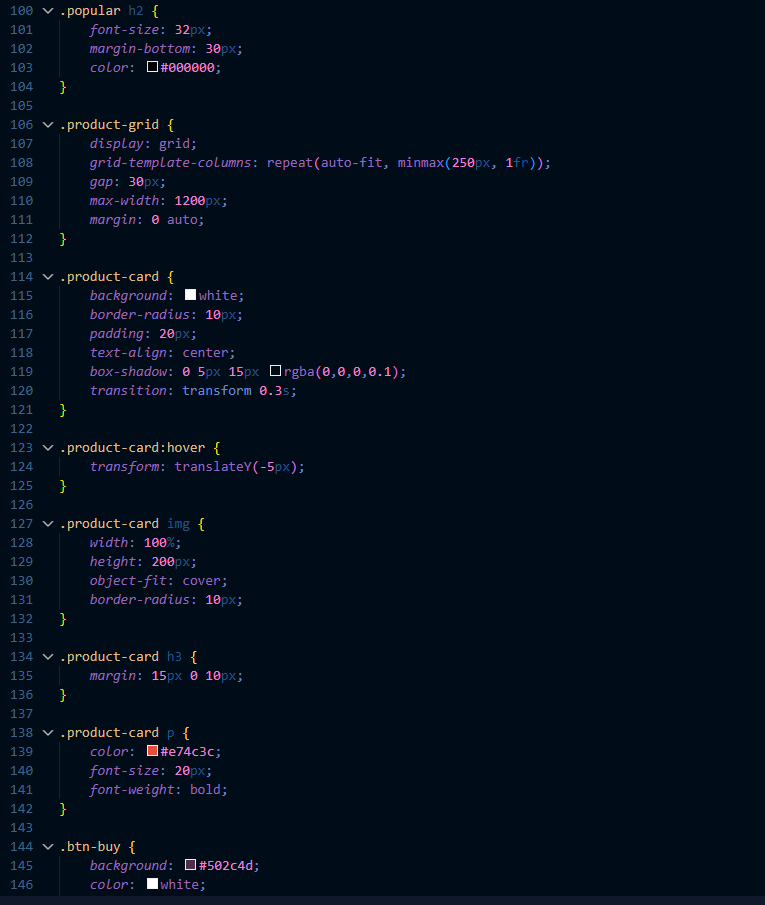 100 .popular h2 {
101 font-size: 32px;
102 margin-bottom: 30px;
103 color: #000000;
104 }
105
106 .product-grid {
107 display: grid;
108 grid-template-columns: repeat(auto-fit, minmax(250px, 1fr));
109 gap: 30px;
110 max-width: 1200px;
111 margin: 0 auto;
112 }
113
114 .product-card {
115 background: white;
116 border-radius: 10px;
117 padding: 20px;
118 text-align: center;
119 box-shadow: 0 5px 15px rgba(0,0,0,0.1);
120 transition: transform 0.3s;
121 }
122
123 .product-card:hover {
124 transform: translateY(-5px);
125 }
126
127 .product-card img {
128 width: 100%;
129 height: 200px;
130 object-fit: cover;
131 border-radius: 10px;
132 }
133
134 .product-card h3 {
135 margin: 15px 0 10px;
136 }
137
138 .product-card p {
139 color: #e74c3c;
140 font-size: 20px;
141 font-weight: bold;
142 }
143
144 .btn-buy {
145 background: #502c4d;
146 color: white;